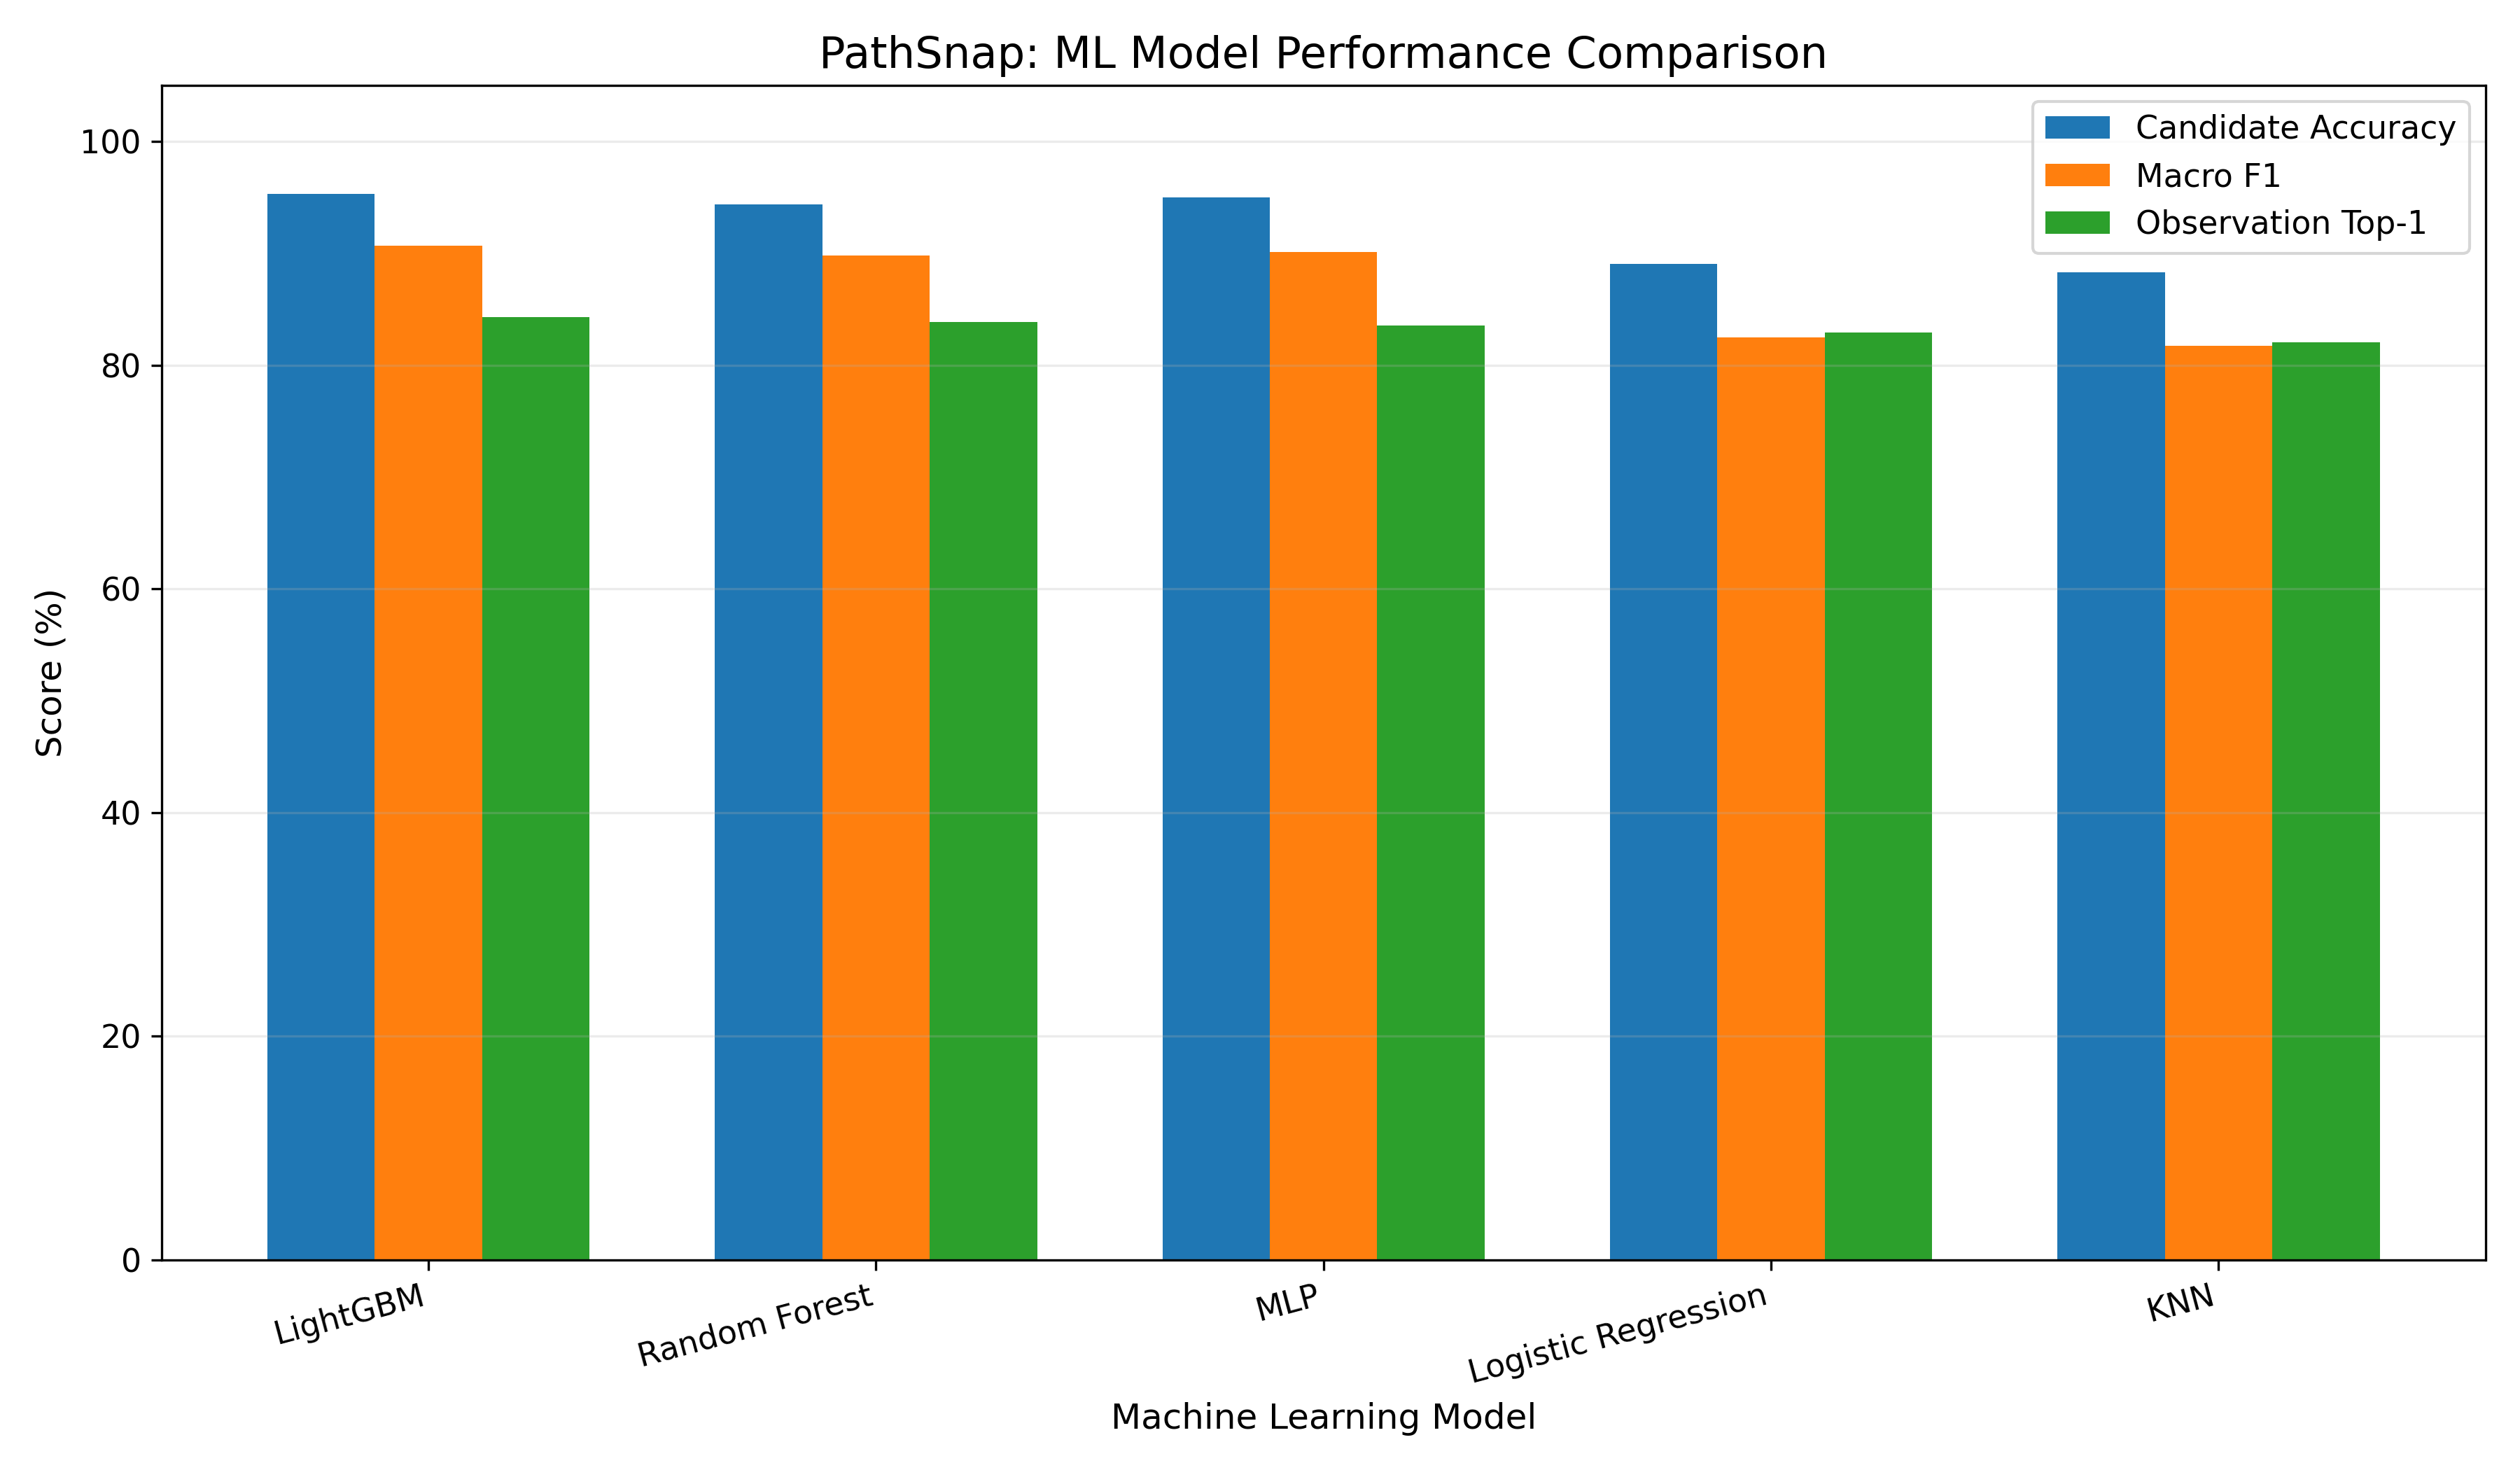 PathSnap: ML Model Performance Comparison
Candidate Accuracy
Macro F1
Observation Top-1
Score (%)
100
80
60
40
20
0
LightGBM
Random Forest
MLP
Logistic Regression
KNN
Machine Learning Model